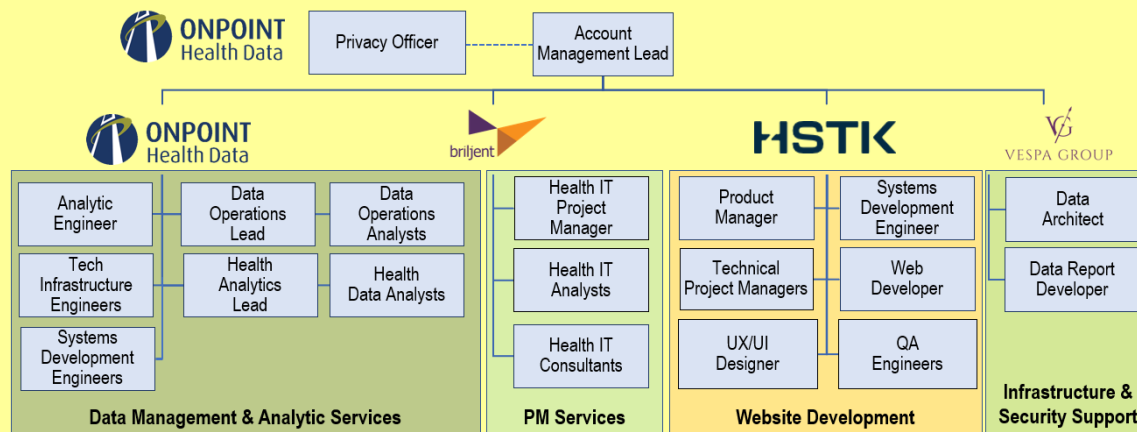 ONPOINT
Health Data
Privacy Officer
Account
Management Lead
ONPOINT
Health Data
briljent
HSTK
VG
VESPA GROUP
Analytic
Engineer
Data
Operations
Lead
Data
Operations
Analysts
Tech
Infrastructure
Engineers
Health
Analytics
Lead
Health
Data Analysts
Systems
Development
Engineers
Data Management & Analytic Services
Health IT
Project
Manager
Health IT
Analysts
Health IT
Consultants
PM Services
Product
Manager
Systems
Development
Engineer
Technical
Project Managers
Web
Developer
UX/UI
Designer
QA
Engineers
Website Development
Data
Architect
Data Report
Developer
Infrastructure &
Security Support